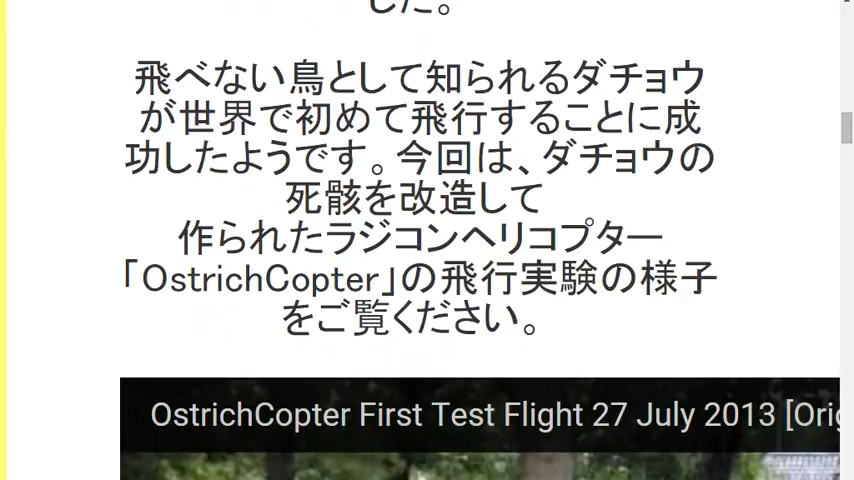 した。
飛べない鳥として知られるダチョウ
が世界で初めて飛行することに成
功したようです。今回は、ダチョウの
死骸を改造して
作られたラジコンヘリコプター
「OstrichCopter」の飛行実験の様子
をご覧ください。
OstrichCopter First Test Flight 27 July 2013 [Orig